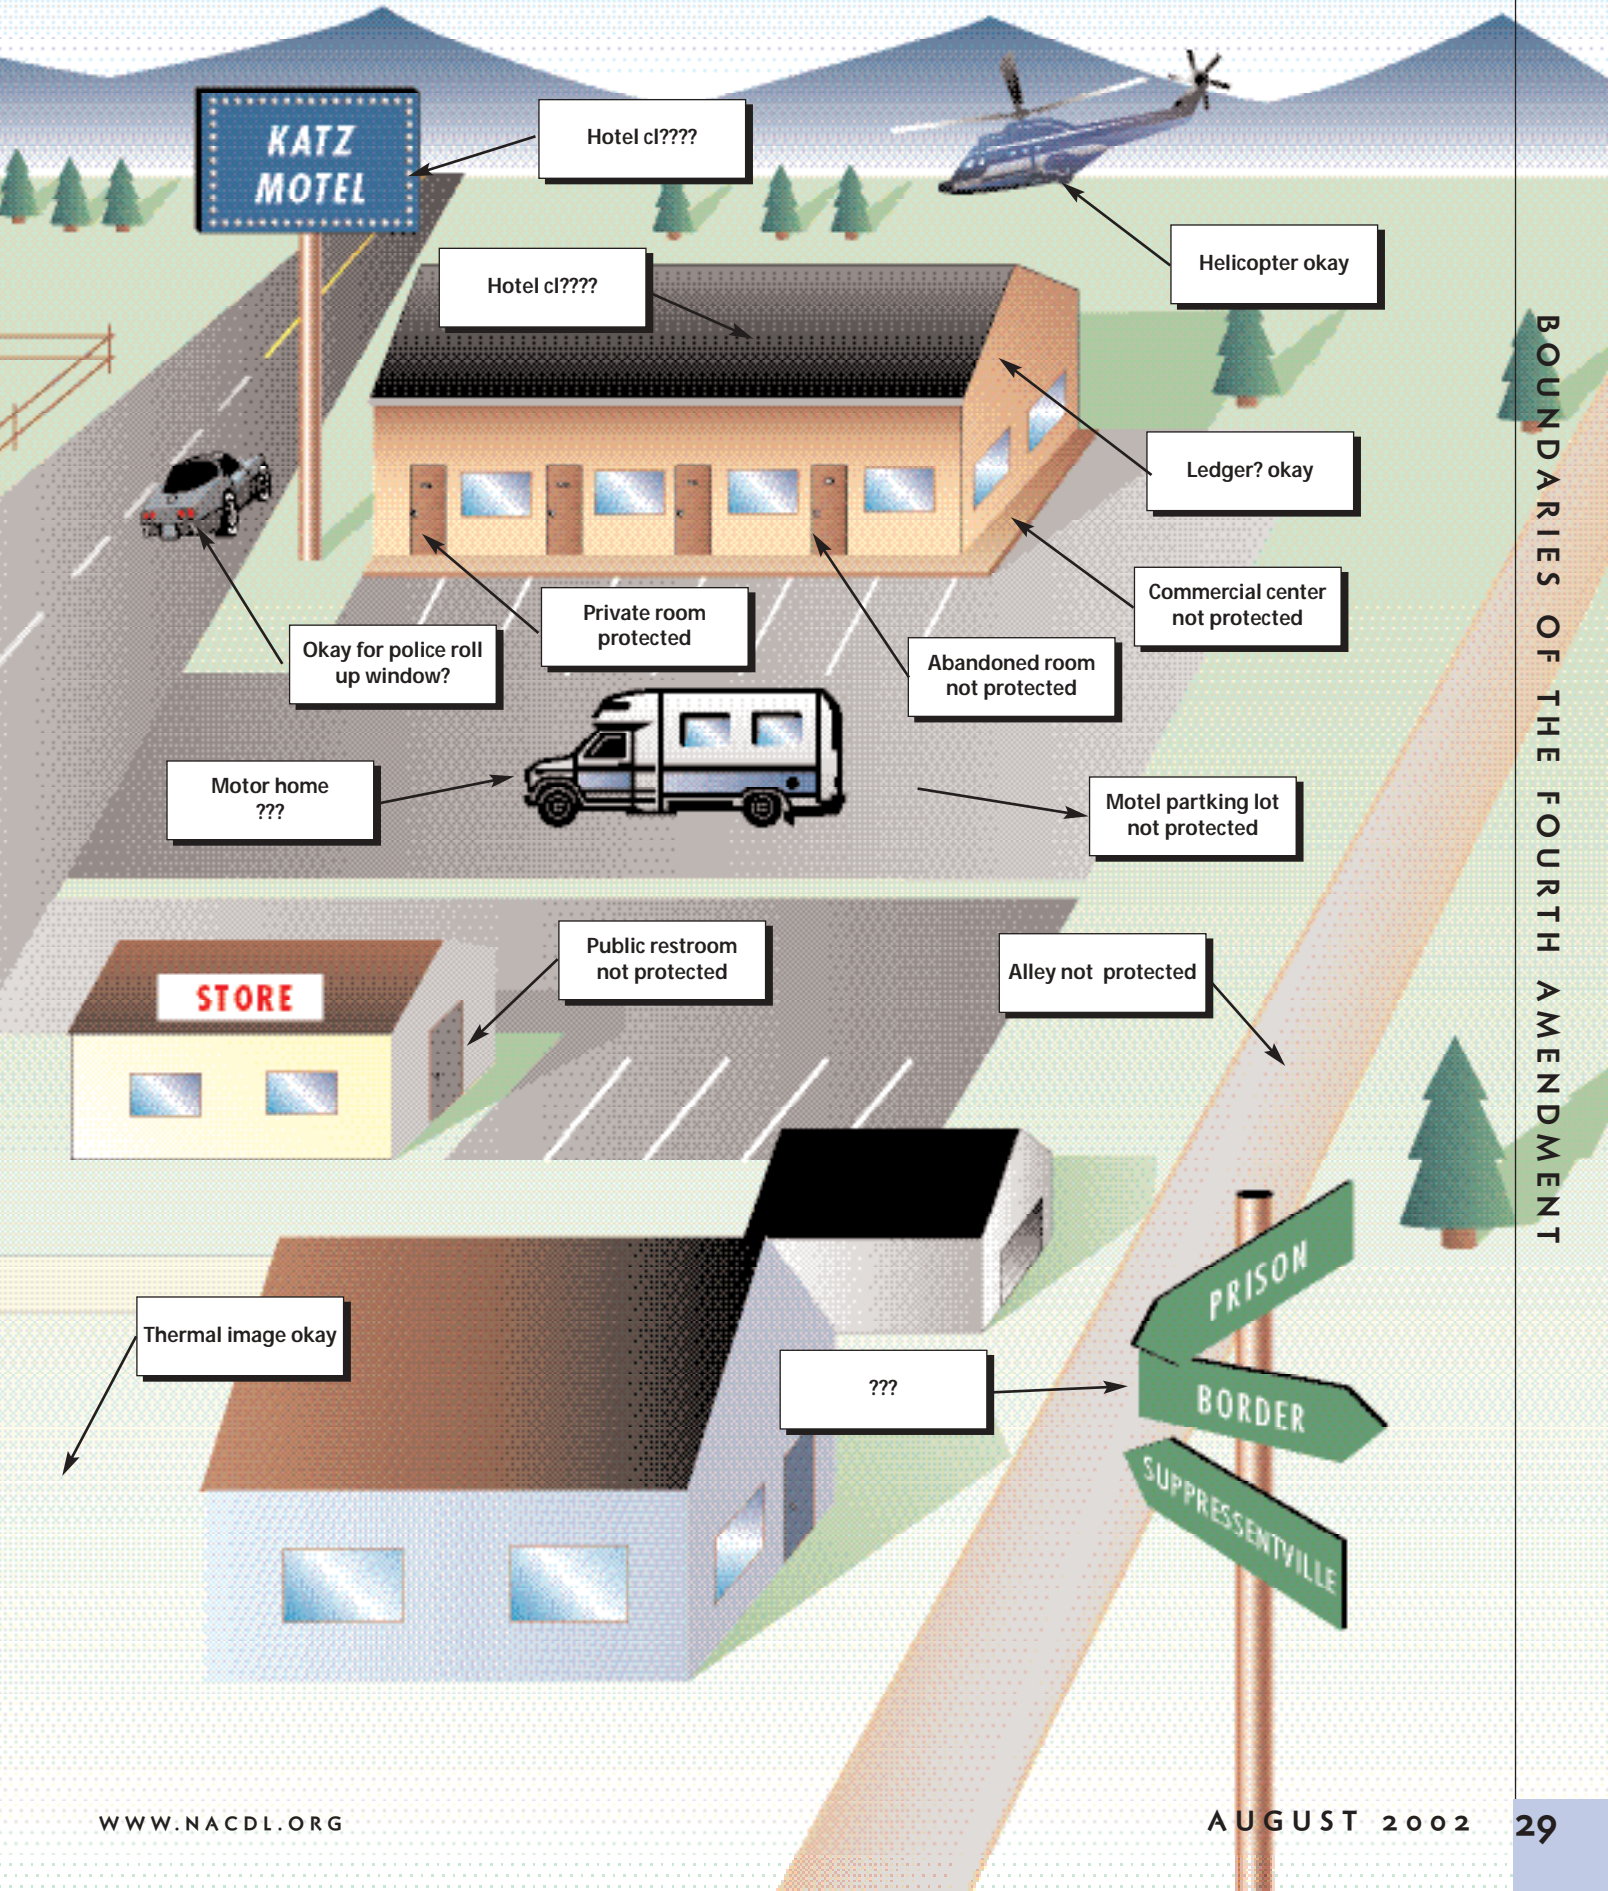 KATZ
MOTEL
Hotel cl????
Helicopter okay
Hotel cl????
Ledger? okay
Commercial center
not protected
Private room
protected
Okay for police roll
up window?
Abandoned room
not protected
Motor home
???
Motel partking lot
not protected
Public restroom
not protected
Alley not protected
STORE
Thermal image okay
???
PRISON
BORDER
SUPPRESSENTVILLE
BOUNDARIES OF THE FOURTH AMENDMENT
WWW.NACDL.ORG
AUGUST 2002
29